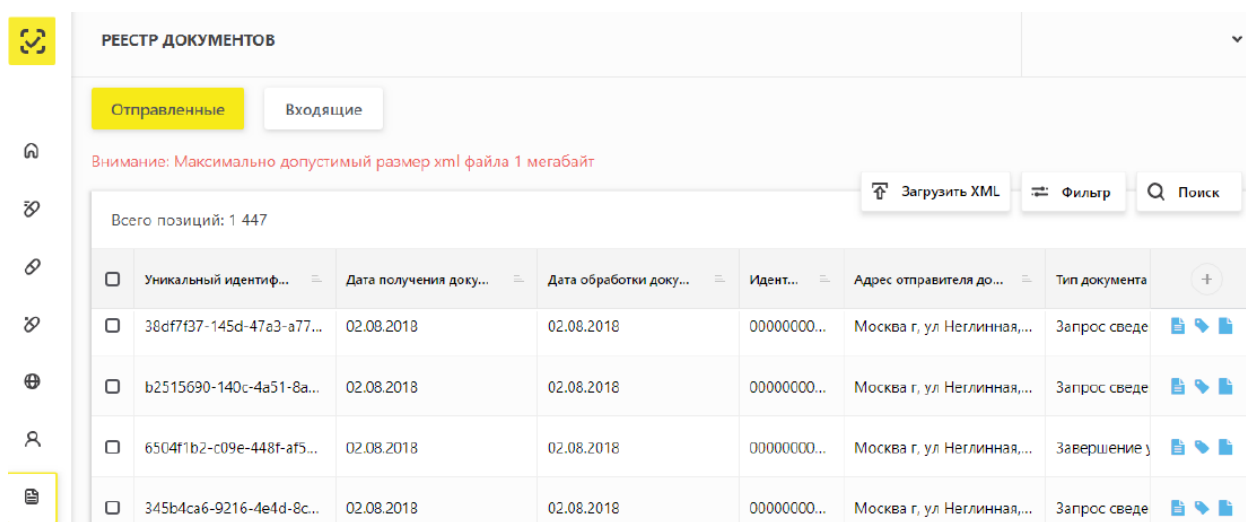 РЕЕСТР ДОКУМЕНТОВ
Отправленные Входящие
Внимание: Максимально допустимый размер xml файла 1 мегабайт
Загрузить XML Фильтр Поиск
Всего позиций: 1 447
Уникальный идентиф... Дата получения доку... Дата обработки доку... Идент... Адрес отправителя до... Тип документа
38df7f37-145d-47a3-a77... 02.08.2018 02.08.2018 00000000... Москва г, ул Неглинная,... Запрос сведе
b2515690-140c-4a51-8a... 02.08.2018 02.08.2018 00000000... Москва г, ул Неглинная,... Запрос сведе
6504f1b2-c09e-448f-af5... 02.08.2018 02.08.2018 00000000... Москва г, ул Неглинная,... Завершение у
345b4ca6-9216-4e4d-8c... 02.08.2018 02.08.2018 00000000... Москва г, ул Неглинная,... Запрос сведе